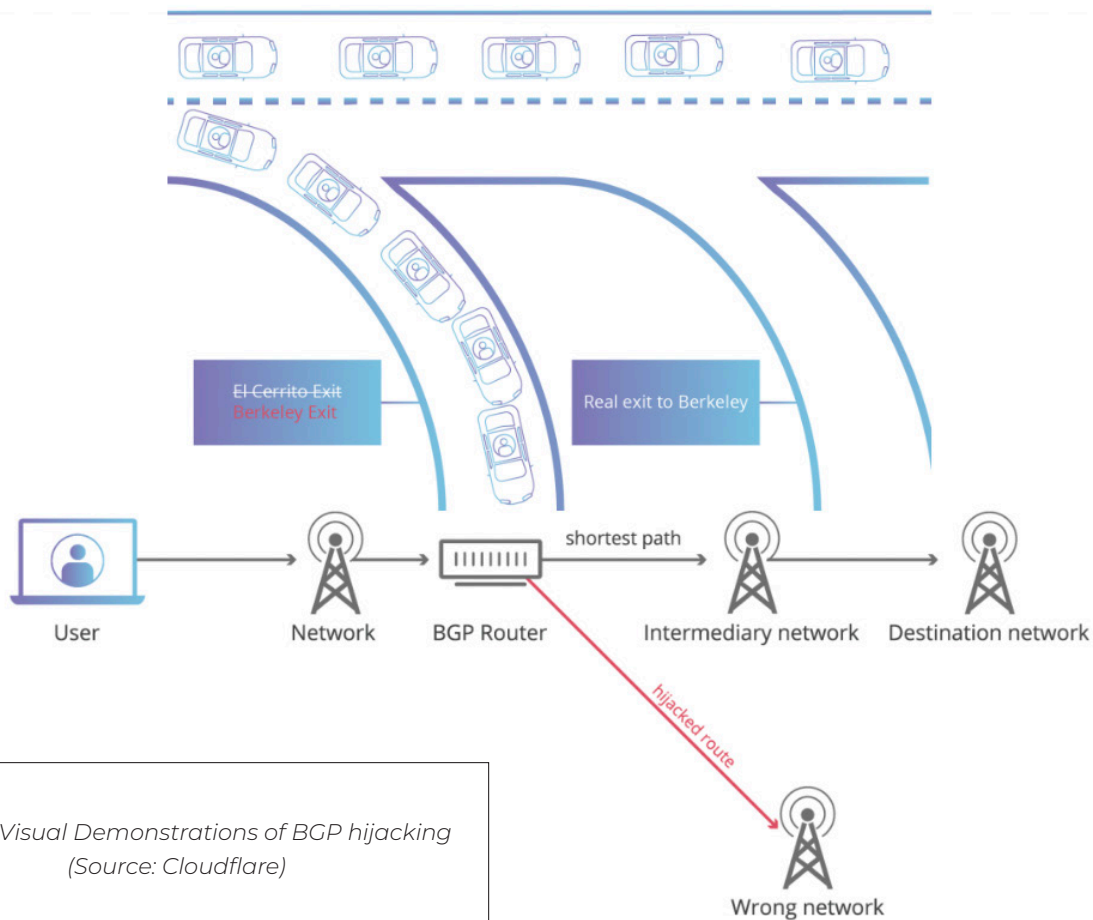 El Cerrito Exit
Berkeley Exit
Real exit to Berkeley
shortest path
User
Network
BGP Router
Intermediary network
Destination network
hijacked route
Wrong network
Visual Demonstrations of BGP hijacking
(Source: Cloudflare)